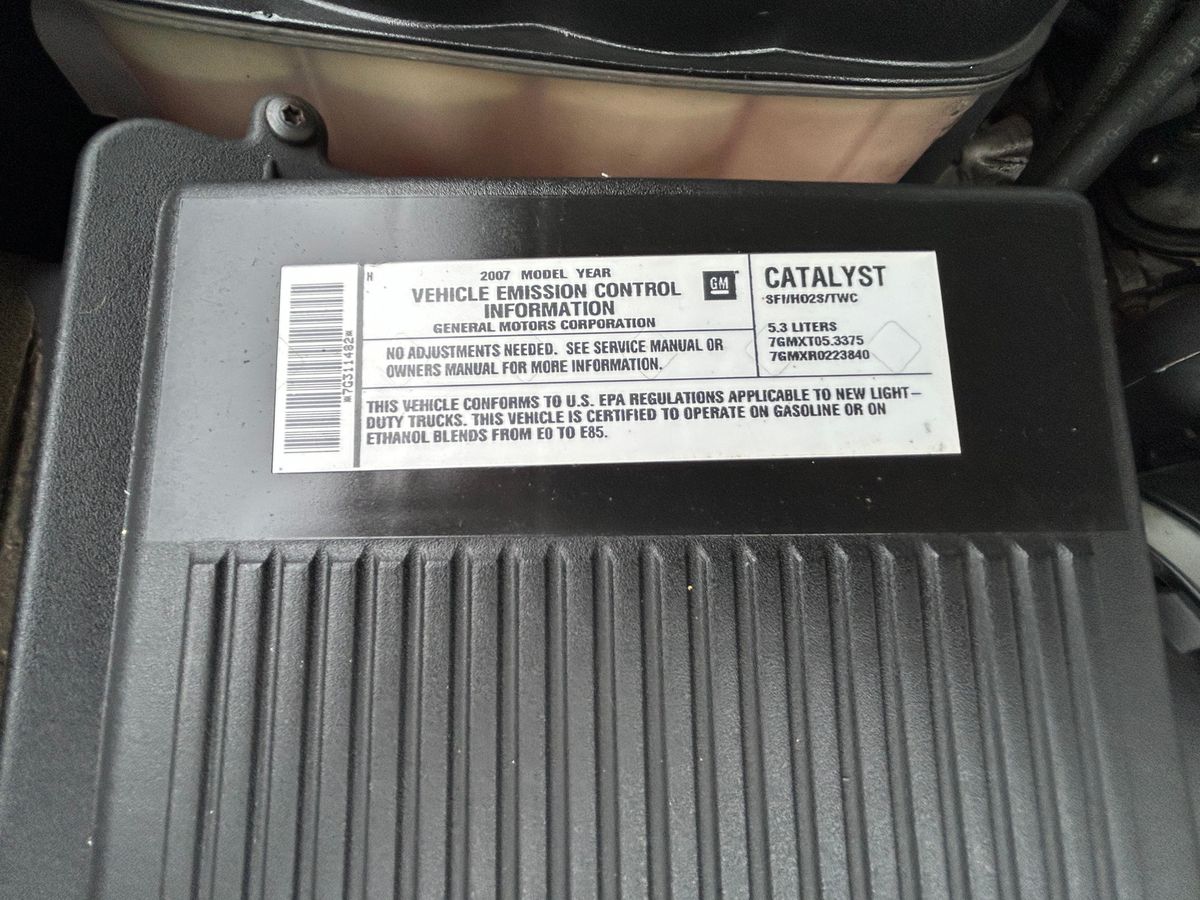 H
2007 MODEL YEAR
VEHICLE EMISSION CONTROL
INFORMATION
GENERAL MOTORS CORPORATION
GM
NO ADJUSTMENTS NEEDED. SEE SERVICE MANUAL OR
OWNERS MANUAL FOR MORE INFORMATION.
CATALYST
SFI/HO2S/TWC
5.3 LITERS
7GMXT05.3375
7GMXR0223840
THIS VEHICLE CONFORMS TO U.S. EPA REGULATIONS APPLICABLE TO NEW LIGHT–
DUTY TRUCKS. THIS VEHICLE IS CERTIFIED TO OPERATE ON GASOLINE OR ON
ETHANOL BLENDS FROM E0 TO E85.
*7G311482*